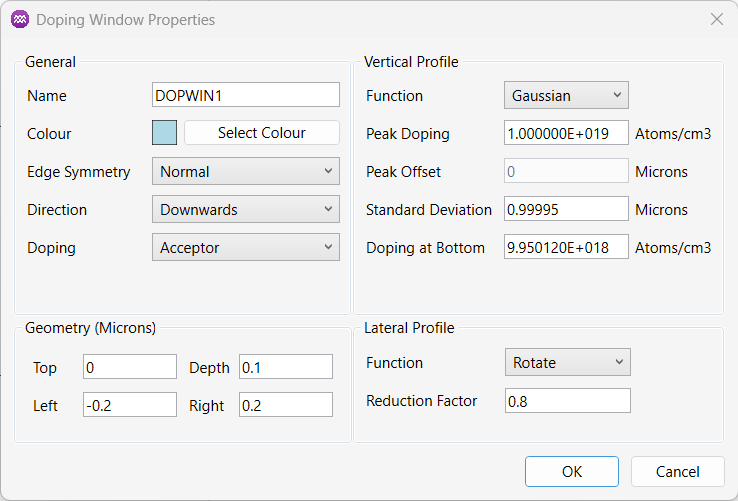 Doping Window Properties
General
Name DOPWIN1
Colour Select Colour
Edge Symmetry Normal
Direction Downwards
Doping Acceptor
Vertical Profile
Function Gaussian
Peak Doping 1.000000E+019 Atoms/cm3
Peak Offset 0 Microns
Standard Deviation 0.99995 Microns
Doping at Bottom 9.950120E+018 Atoms/cm3
Geometry (Microns)
Top 0 Depth 0.1
Left -0.2 Right 0.2
Lateral Profile
Function Rotate
Reduction Factor 0.8
OK Cancel